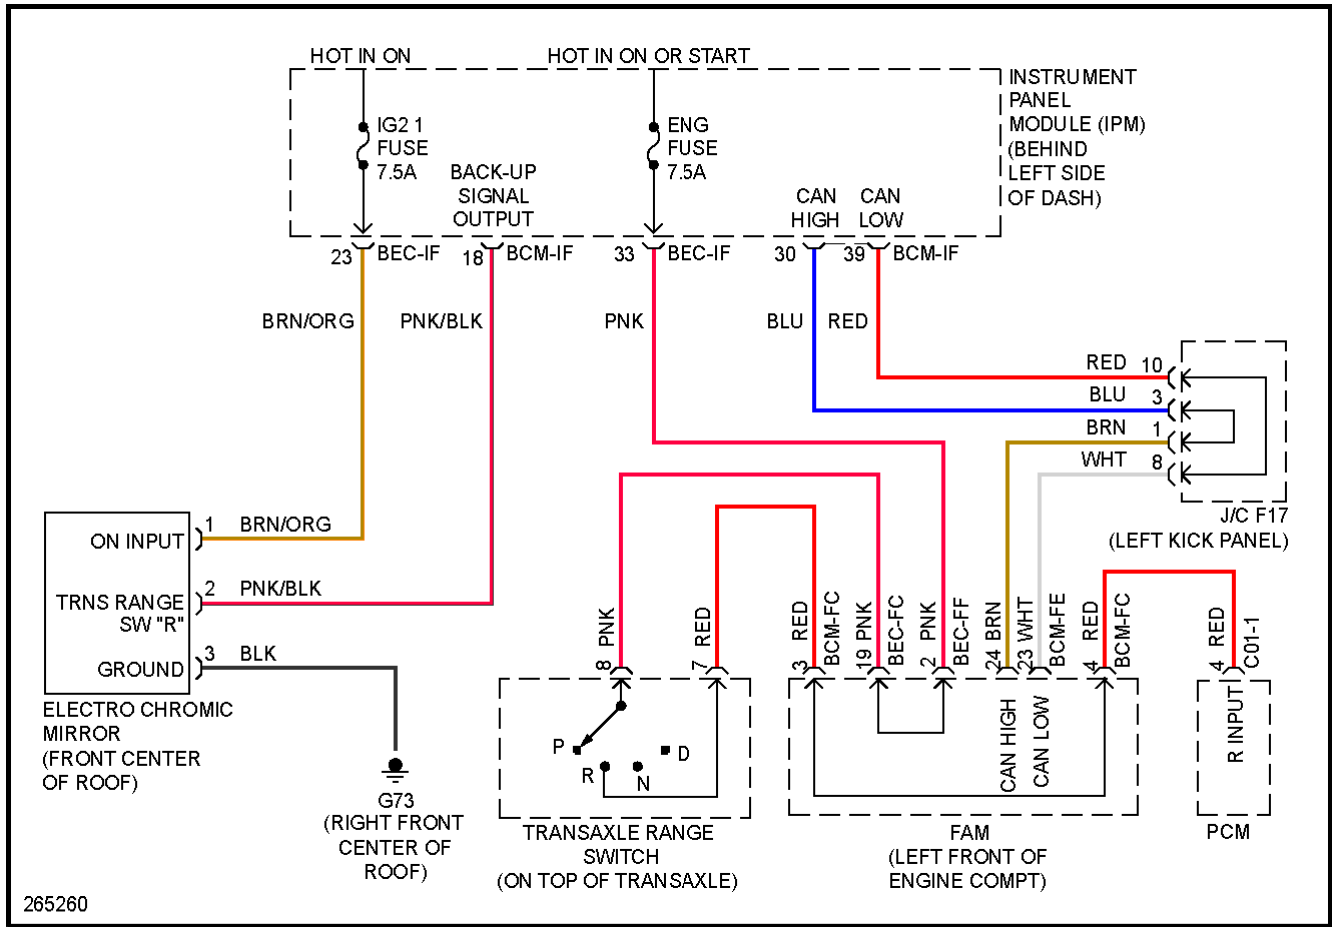 HOT IN ON
HOT IN ON OR START
INSTRUMENT
PANEL
MODULE (IPM)
(BEHIND
LEFT SIDE
OF DASH)
IG2 1
FUSE
7.5A
BACK-UP
SIGNAL
OUTPUT
ENG
FUSE
7.5A
CAN
HIGH
CAN
LOW
23
BEC-IF
18
BCM-IF
33
BEC-IF
30
39
BCM-IF
BRN/ORG
PNK/BLK
PNK
BLU
RED
RED 10
BLU 3
BRN 1
WHT 8
J/C F17
(LEFT KICK PANEL)
ON INPUT
1 BRN/ORG
TRNS RANGE
SW "R"
2 PNK/BLK
GROUND
3 BLK
ELECTRO CHROMIC
MIRROR
(FRONT CENTER
OF ROOF)
G73
(RIGHT FRONT
CENTER OF
ROOF)
8 PNK
7 RED
P
R
N
D
TRANSAXLE RANGE
SWITCH
(ON TOP OF TRANSAXLE)
3 RED
BCM-FC
19 PNK
BEC-FC
2 PNK
BEC-FF
24 BRN
23 WHT
BCM-FE
4 RED
BCM-FC
CAN HIGH
CAN LOW
FAM
(LEFT FRONT OF
ENGINE COMPT)
4 RED
C01-1
R INPUT
PCM
265260